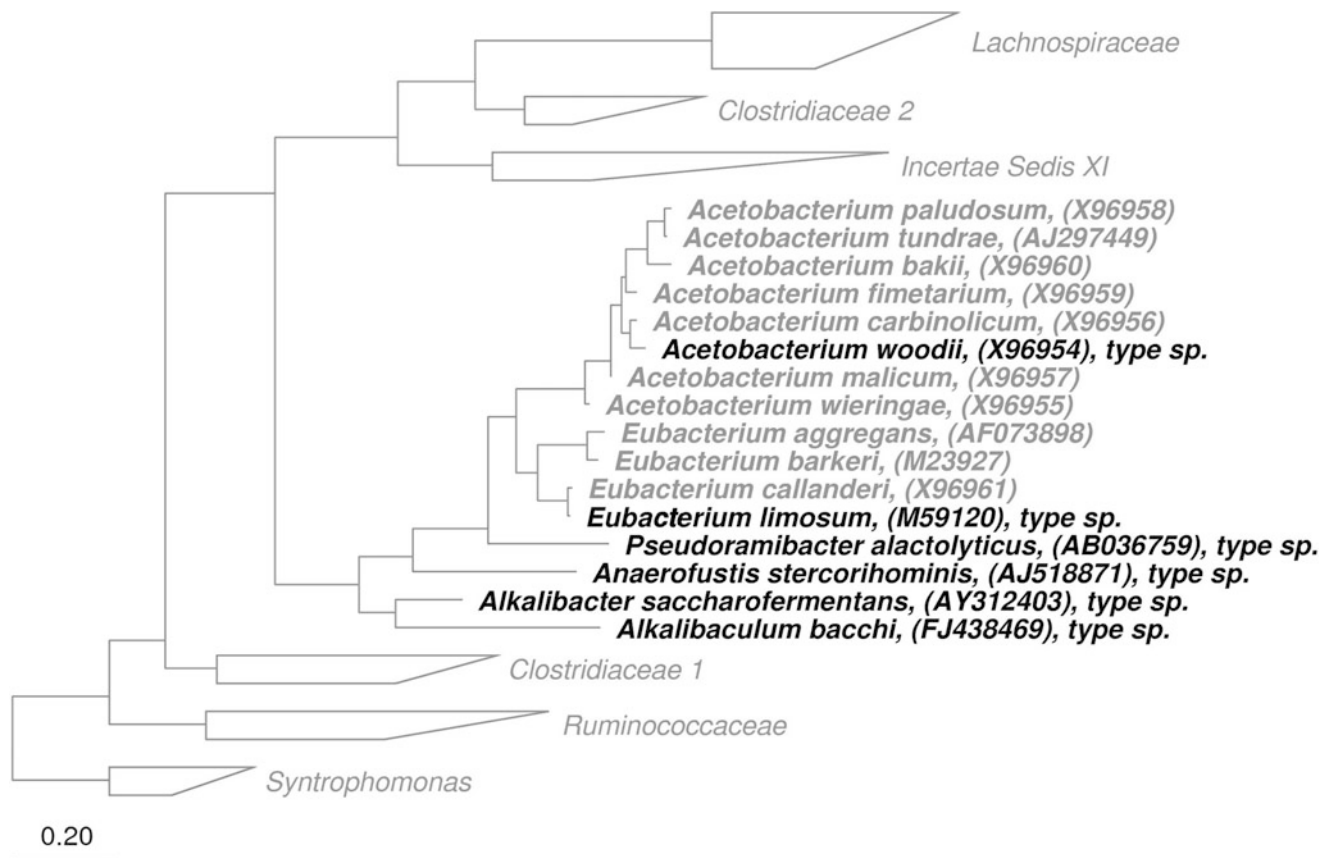 Lachnospiraceae
Clostridiaceae 2
Incertae Sedis XI
Acetobacterium paludosum, (X96958)
Acetobacterium tundrae, (AJ297449)
Acetobacterium bakii, (X96960)
Acetobacterium fimetarium, (X96959)
Acetobacterium carbinolicum, (X96956)
Acetobacterium woodii, (X96954), type sp.
Acetobacterium malicum, (X96957)
Acetobacterium wieringae, (X96955)
Eubacterium aggregans, (AF073898)
Eubacterium barkeri, (M23927)
Eubacterium callanderi, (X96961)
Eubacterium limosum, (M59120), type sp.
Pseudoramibacter alactolyticus, (AB036759), type sp.
Anaerofustis stercorihominis, (AJ518871), type sp.
Alkalibacter saccharofermentans, (AY312403), type sp.
Alkalibaculum bacchi, (FJ438469), type sp.
Clostridiaceae 1
Ruminococcaceae
Syntrophomonas
0.20